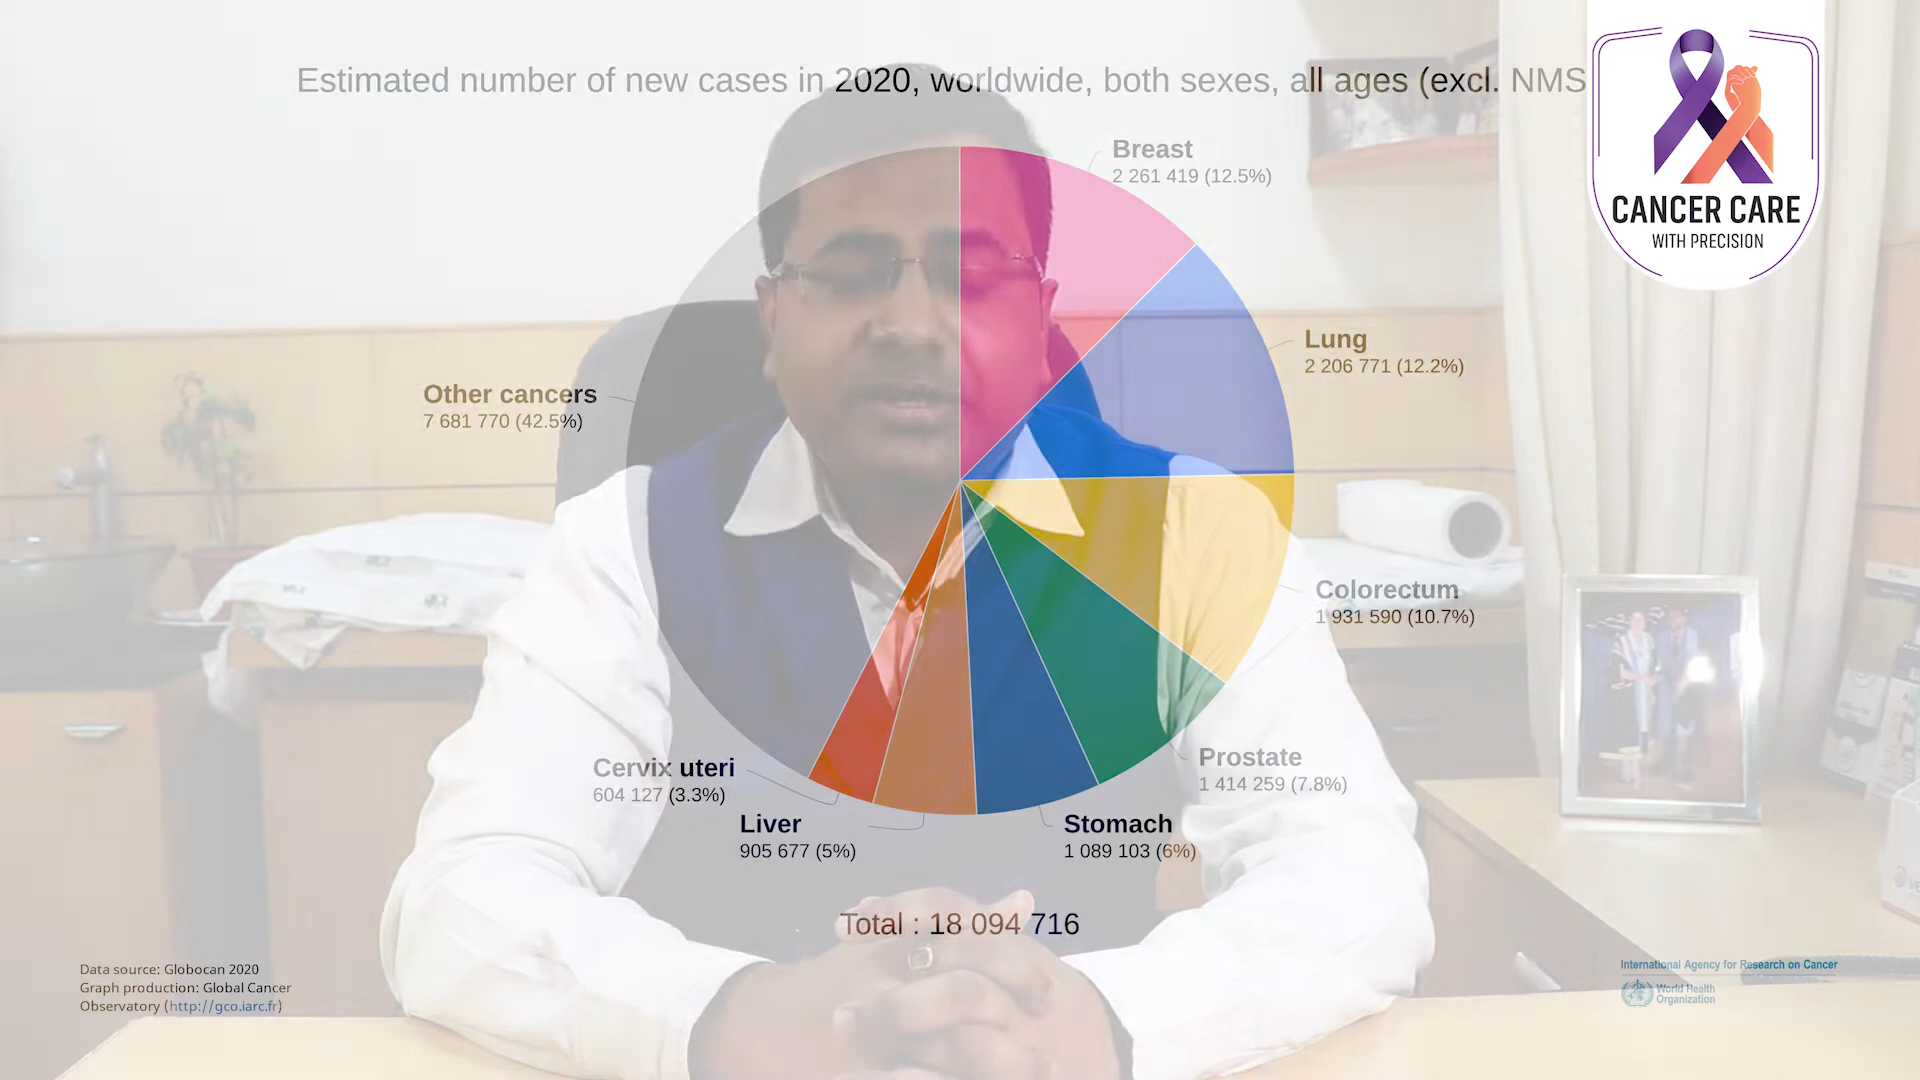 Estimated number of new cases in 2020, worldwide, both sexes, all ages (excl. NMS
CANCER CARE
WITH PRECISION
Breast
2 261 419 (12.5%)
Lung
2 206 771 (12.2%)
Other cancers
7 681 770 (42.5%)
Colorectum
1 931 590 (10.7%)
Prostate
1 414 259 (7.8%)
Cervix uteri
604 127 (3.3%)
Liver
905 677 (5%)
Stomach
1 089 103 (6%)
Total : 18 094 716
Data source: Globocan 2020
Graph production: Global Cancer
Observatory (http://gco.iarc.fr)
International Agency for Research on Cancer
World Health
Organization